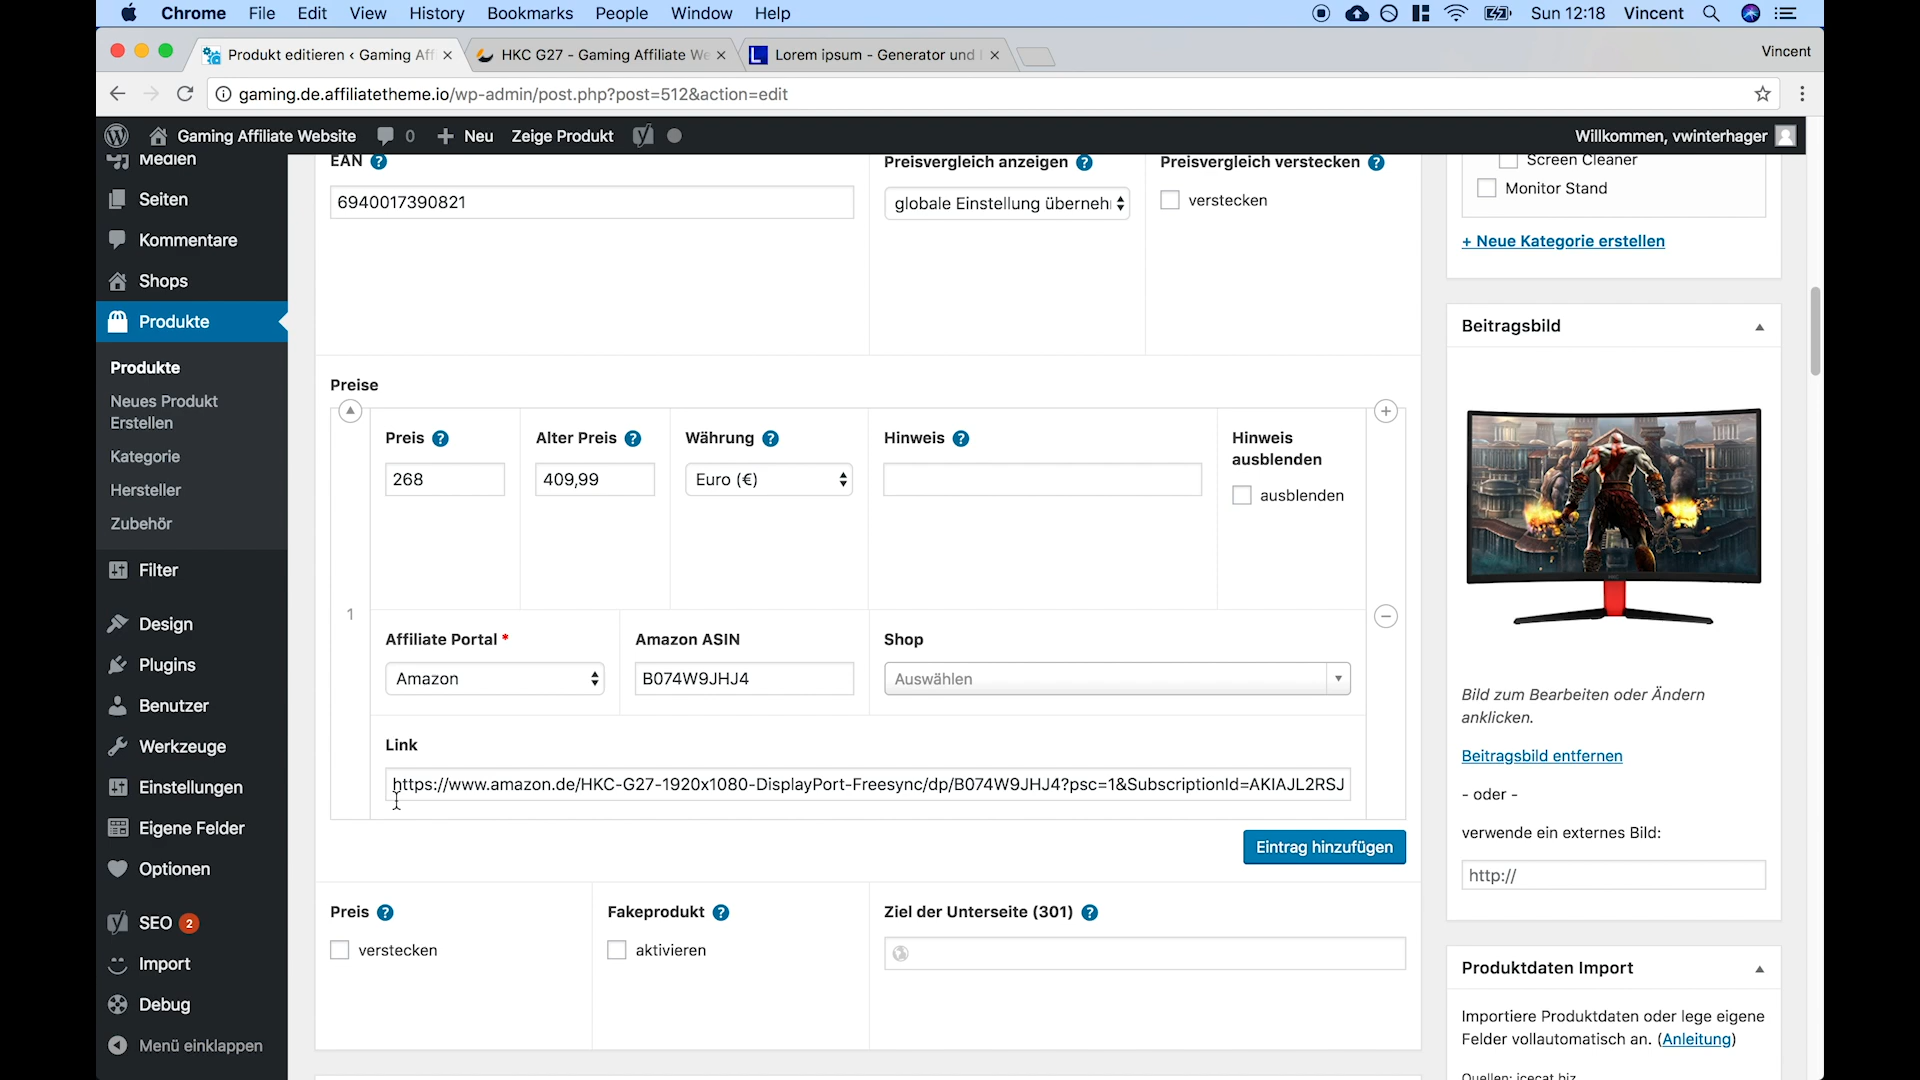 Chrome File Edit View History Bookmarks People Window Help Sun 12:18 Vincent
Produkt editieren ‹ Gaming Aff HKC G27 - Gaming Affiliate We Lorem ipsum - Generator und Vincent
gaming.de.affiliatetheme.io/wp-admin/post.php?post=512&action=edit
Gaming Affiliate Website 0 Neu Zeige Produkt Willkommen, vwinterhager
Medien
Seiten
Kommentare
Shops
Produkte
Produkte
Neues Produkt
Erstellen
Kategorie
Hersteller
Zubehör
Filter
Design
Plugins
Benutzer
Werkzeuge
Einstellungen
Eigene Felder
Optionen
SEO 2
Import
Debug
Menü einklappen
EAN ? Preisvergleich anzeigen ? Preisvergleich verstecken ?
6940017390821 globale Einstellung überneh verstecken
Preise
Preis ? Alter Preis ? Währung ? Hinweis ? Hinweis
ausblenden
268 409,99 Euro (€) ausblenden
1
Affiliate Portal * Amazon ASIN Shop
Amazon B074W9JHJ4 Auswählen
Link
https://www.amazon.de/HKC-G27-1920x1080-DisplayPort-Freesync/dp/B074W9JHJ4?psc=1&SubscriptionId=AKIAJL2RSJ
Eintrag hinzufügen
Preis ? Fakeprodukt ? Ziel der Unterseite (301) ?
verstecken aktivieren
Screen Cleaner
Monitor Stand
+ Neue Kategorie erstellen
Beitragsbild
Bild zum Bearbeiten oder Ändern
anklicken.
Beitragsbild entfernen
- oder -
verwende ein externes Bild:
http://
Produktdaten Import
Importiere Produktdaten oder lege eigene
Felder vollautomatisch an. (Anleitung)
Quellen: icecat.biz